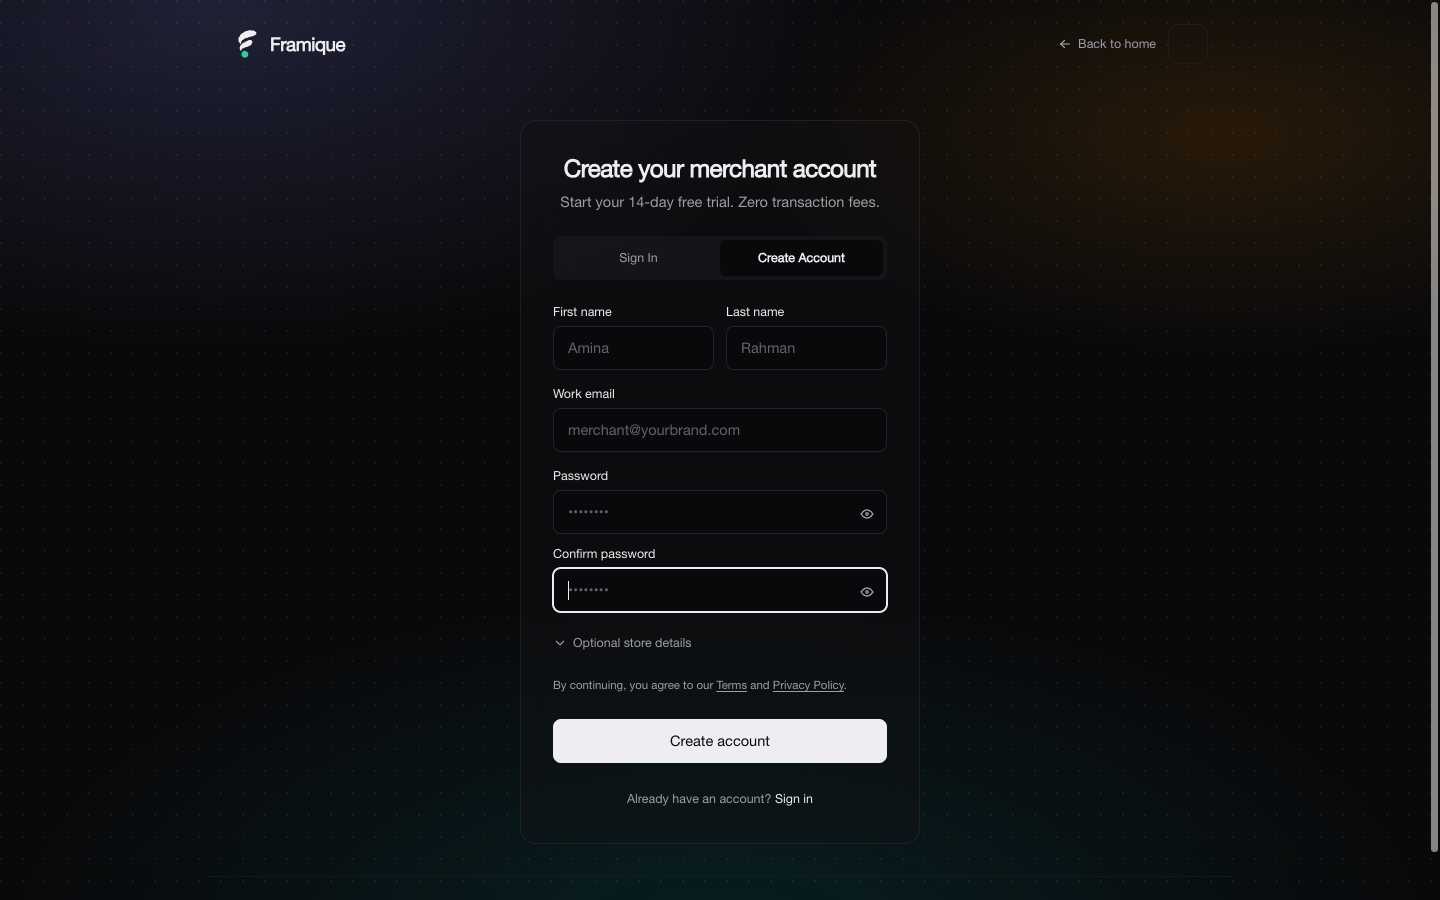 Framique
Back to home
Create your merchant account
Start your 14-day free trial. Zero transaction fees.
Sign In
Create Account
First name
Last name
Amina
Rahman
Work email
merchant@yourbrand.com
Password
••••••••
Confirm password
••••••••
Optional store details
By continuing, you agree to our Terms and Privacy Policy.
Create account
Already have an account? Sign in